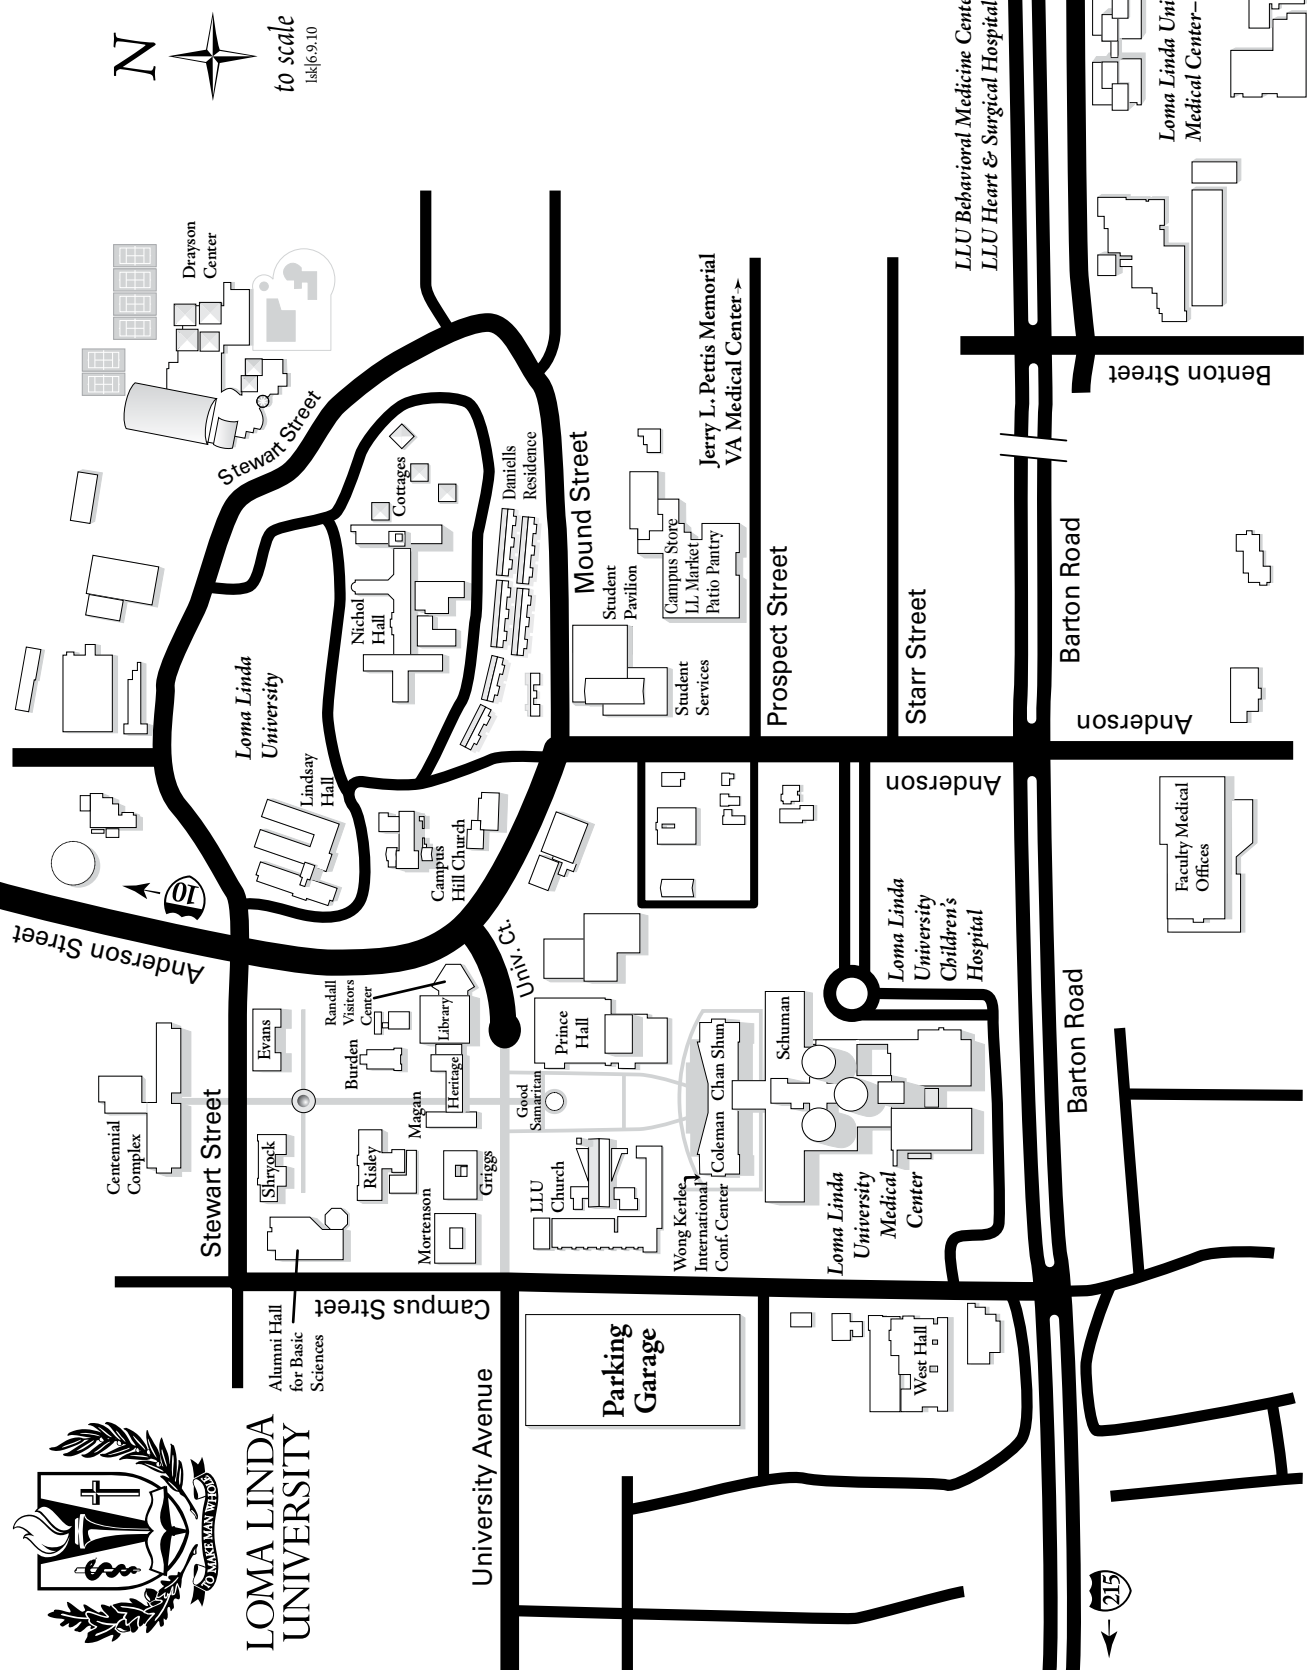 TO MAKE MAN WHOLE
LOMA LINDA
UNIVERSITY
N
to scale
lsk|6.9.10
10
215
Centennial
Complex
Stewart Street
Anderson Street
Stewart Street
Drayson
Center
Evans
Shryock
Alumni Hall
for Basic
Sciences
Campus Street
Randall
Visitors
Center
Burden
Library
Heritage
Magan
Risley
Mortenson
Griggs
University Avenue
Loma Linda
University
Lindsay
Hall
Campus
Hill Church
Nichol
Hall
Cottages
Daniells
Residence
Mound Street
Univ. Ct.
Prince
Hall
Good
Samaritan
LLU
Church
Student
Pavilion
Student
Services
Campus Store
LL Market
Patio Pantry
Jerry L. Pettis Memorial
VA Medical Center
Prospect Street
Starr Street
Parking
Garage
Wong Kerlee
International
Conf. Center
Coleman
Chan Shun
Schuman
Loma Linda
University
Medical
Center
Loma Linda
University
Children's
Hospital
West Hall
Anderson
Anderson
Barton Road
Barton Road
Faculty Medical
Offices
Benton Street
LLU Behavioral Medicine Cente
LLU Heart & Surgical Hospital
Loma Linda Uni
Medical Center–